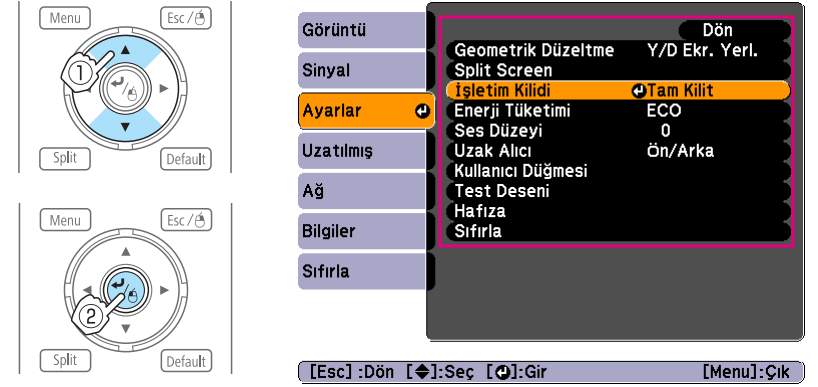 Menu
Esc/
1
Split
Default
Menu
Esc/
2
Split
Default
Görüntü
Sinyal
Ayarlar
Uzatılmış
Ağ
Bilgiler
Sıfırla
Dön
Geometrik Düzeltme Y/D Ekr. Yerl.
Split Screen
İşletim Kilidi Tam Kilit
Enerji Tüketimi ECO
Ses Düzeyi 0
Uzak Alıcı Ön/Arka
Kullanıcı Düğmesi
Test Deseni
Hafıza
Sıfırla
[Esc] :Dön [◆]:Seç [⏎]:Gir [Menu]:Çık